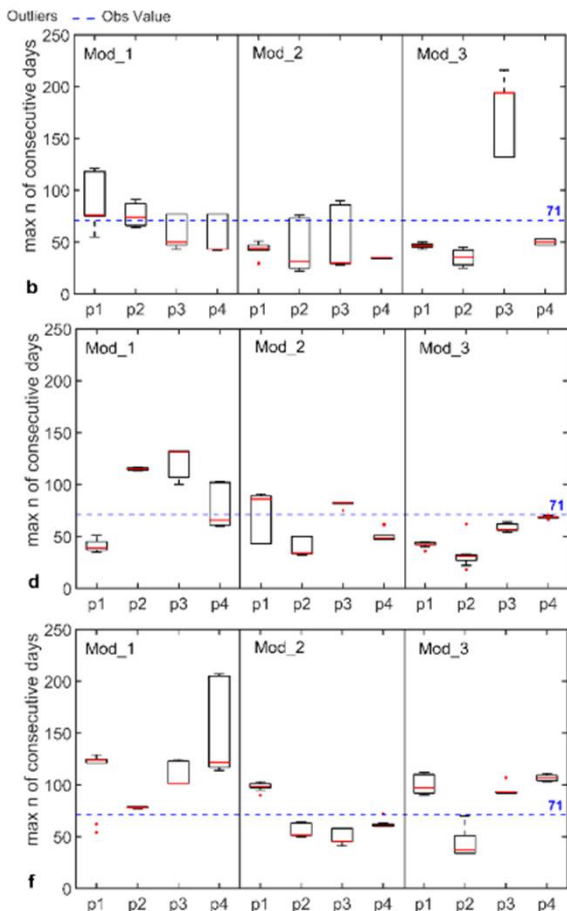 Outliers Obs Value
max n of consecutive days
250
200
150
100
50
0
Mod_1 Mod_2 Mod_3
71
b
p1 p2 p3 p4 p1 p2 p3 p4 p1 p2 p3 p4
max n of consecutive days
250
200
150
100
50
0
Mod_1 Mod_2 Mod_3
71
d
p1 p2 p3 p4 p1 p2 p3 p4 p1 p2 p3 p4
max n of consecutive days
250
200
150
100
50
0
Mod_1 Mod_2 Mod_3
71
f
p1 p2 p3 p4 p1 p2 p3 p4 p1 p2 p3 p4